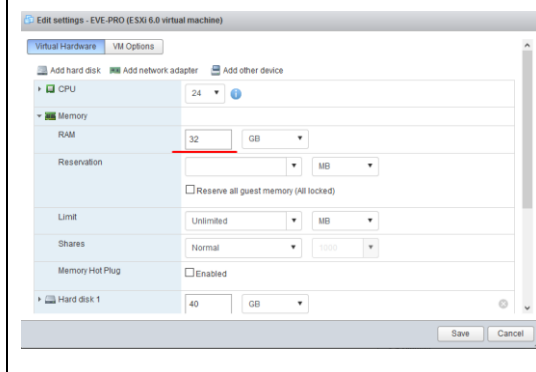 Edit settings - EVE-PRO (ESXi 6.0 virtual machine)
Virtual Hardware VM Options
Add hard disk Add network adapter Add other device
CPU 24
Memory
RAM 32 GB
Reservation MB
Reserve all guest memory (All locked)
Limit Unlimited MB
Shares Normal 1000
Memory Hot Plug Enabled
Hard disk 1 40 GB
Save Cancel